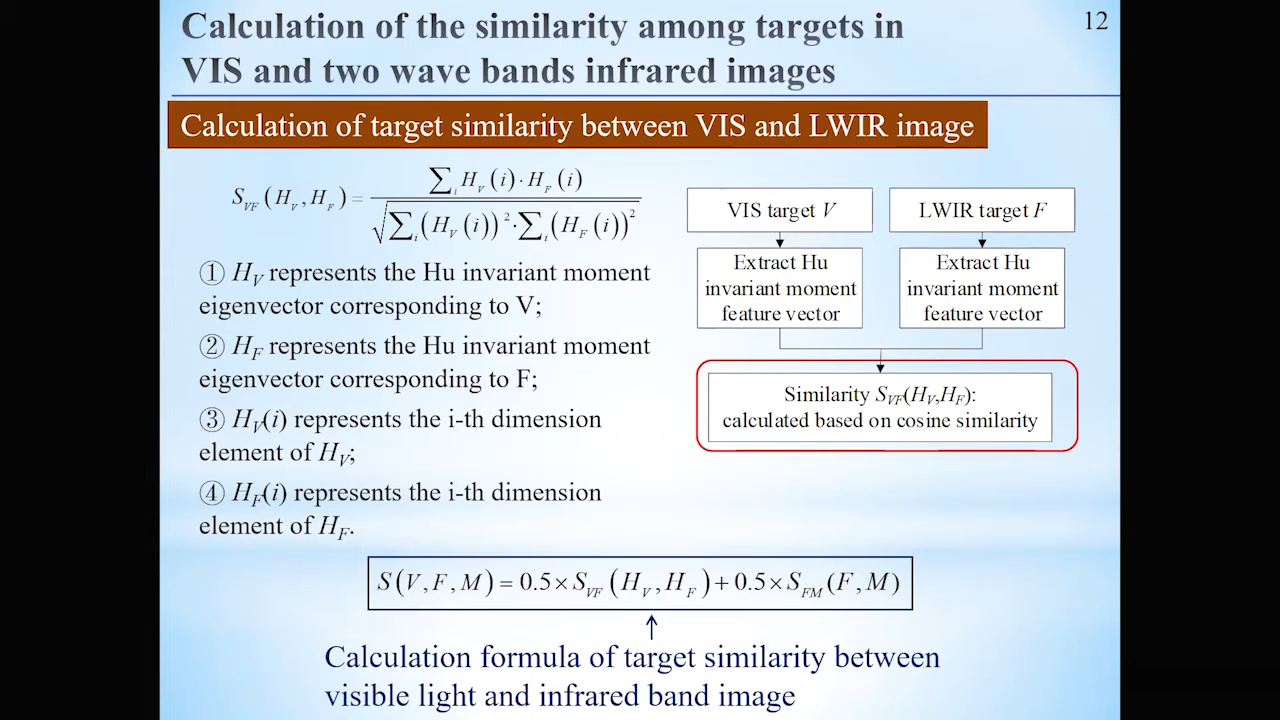 Calculation of the similarity among targets in
VIS and two wave bands infrared images
12
Calculation of target similarity between VIS and LWIR image
S_VF(H_V, H_F) = ∑_i H_V(i)·H_F(i) / √(∑_i(H_V(i))²·∑_i(H_F(i))²)
① H_V represents the Hu invariant moment
eigenvector corresponding to V;
② H_F represents the Hu invariant moment
eigenvector corresponding to F;
③ H_V(i) represents the i-th dimension
element of H_V;
④ H_F(i) represents the i-th dimension
element of H_F.
VIS target V
LWIR target F
Extract Hu
invariant moment
feature vector
Extract Hu
invariant moment
feature vector
Similarity S_VF(H_V,H_F):
calculated based on cosine similarity
S(V,F,M) = 0.5×S_VF(H_V,H_F)+0.5×S_FM(F,M)
↑
Calculation formula of target similarity between
visible light and infrared band image